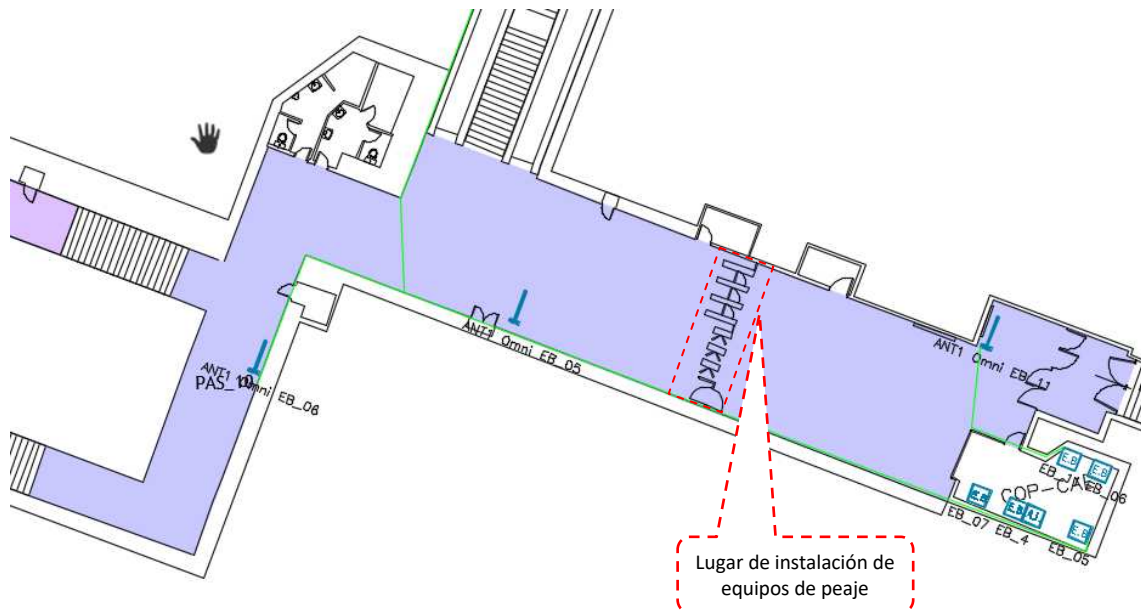 ANT1 Omni EB_05
ANT1 Omni EB_11
ANT1 Omni EB_06
PAS_10
E.B
E.B
EB_11
EB_06
COP-CA
E.B
EB_07
EB_4
E.B
EB_05
Lugar de instalación de
equipos de peaje